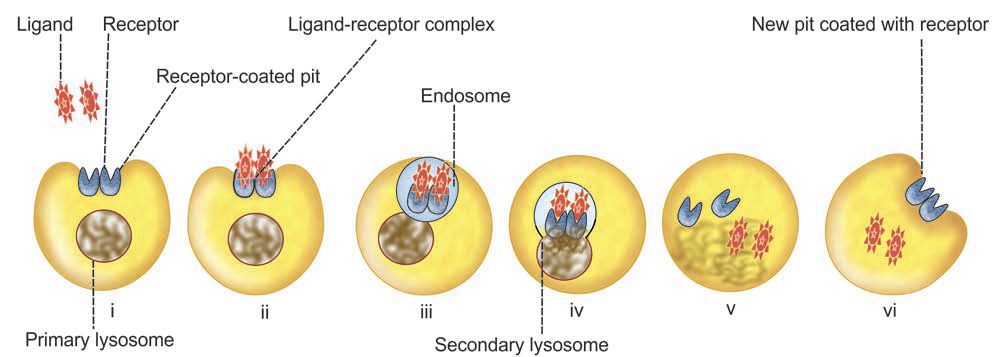 Ligand
Receptor
Ligand-receptor complex
New pit coated with receptor
Receptor-coated pit
Endosome
i
ii
iii
iv
v
vi
Primary lysosome
Secondary lysosome